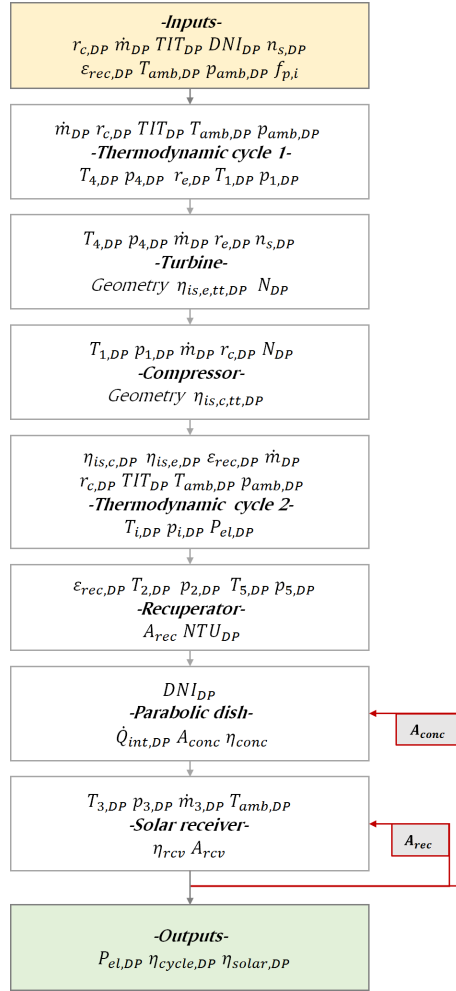 -Inputs-
r_{c,DP} ṁ_{DP} TIT_{DP} DNI_{DP} n_{s,DP}
ε_{rec,DP} T_{amb,DP} p_{amb,DP} f_{p,i}
ṁ_{DP} r_{c,DP} TIT_{DP} T_{amb,DP} p_{amb,DP}
-Thermodynamic cycle 1-
T_{4,DP} p_{4,DP} r_{e,DP} T_{1,DP} p_{1,DP}
T_{4,DP} p_{4,DP} ṁ_{DP} r_{e,DP} n_{s,DP}
-Turbine-
Geometry η_{is,e,tt,DP} N_{DP}
T_{1,DP} p_{1,DP} ṁ_{DP} r_{c,DP} N_{DP}
-Compressor-
Geometry η_{is,c,tt,DP}
η_{is,c,DP} η_{is,e,DP} ε_{rec,DP} ṁ_{DP}
r_{c,DP} TIT_{DP} T_{amb,DP} p_{amb,DP}
-Thermodynamic cycle 2-
T_{i,DP} p_{i,DP} P_{el,DP}
ε_{rec,DP} T_{2,DP} p_{2,DP} T_{5,DP} p_{5,DP}
-Recuperator-
A_{rec} NTU_{DP}
DNI_{DP}
-Parabolic dish-
Q̇_{int,DP} A_{conc} η_{conc}
A_{conc}
T_{3,DP} p_{3,DP} ṁ_{3,DP} T_{amb,DP}
-Solar receiver-
η_{rcv} A_{rcv}
A_{rec}
-Outputs-
P_{el,DP} η_{cycle,DP} η_{solar,DP}